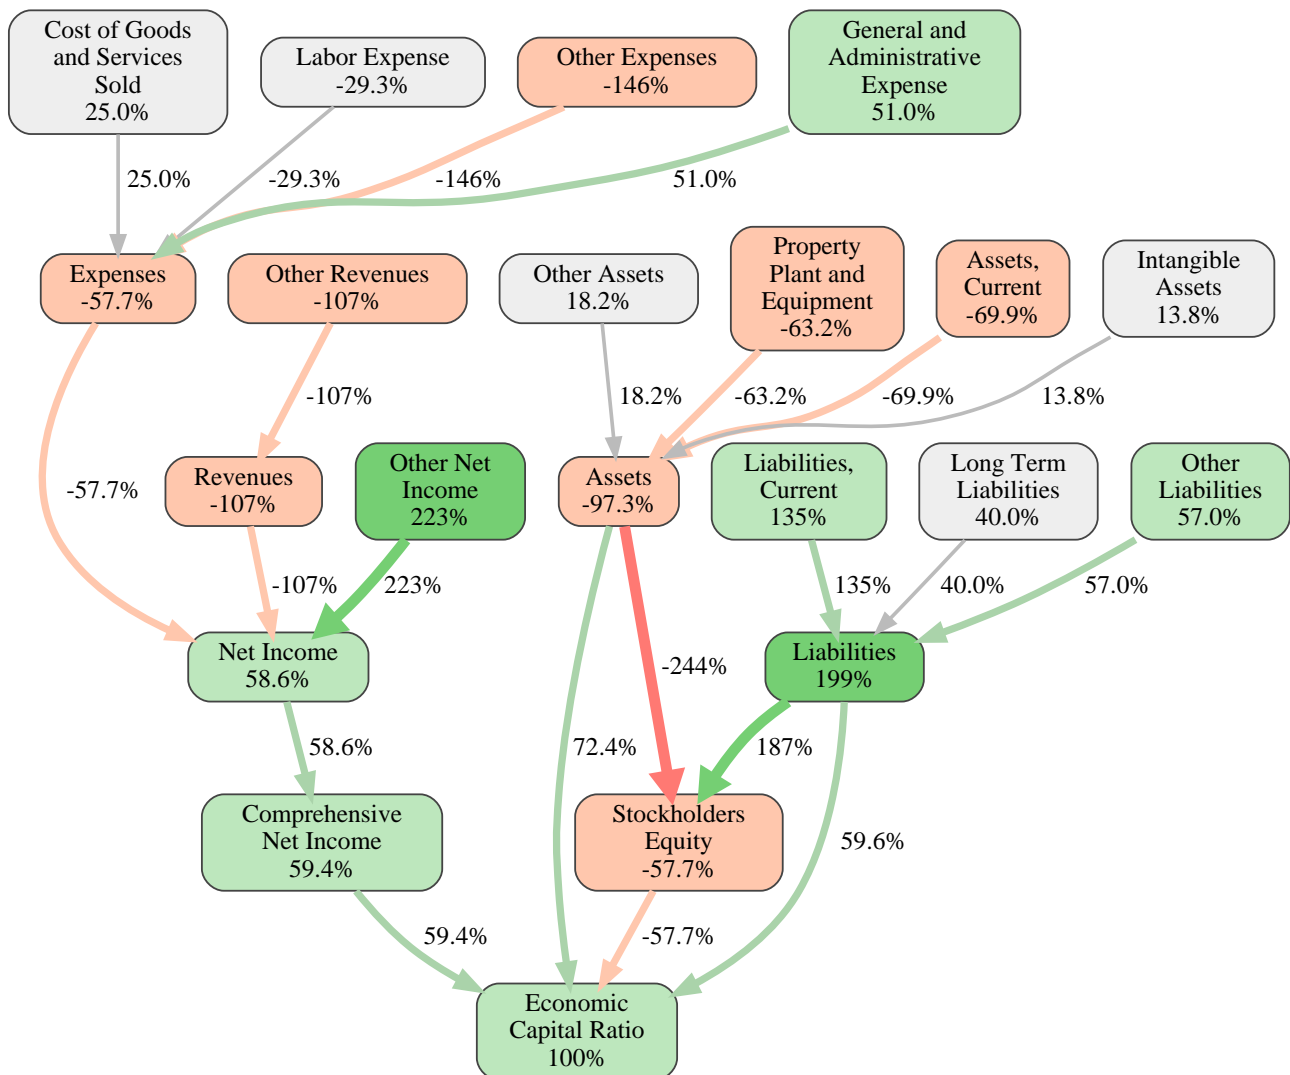 Cost of Goods
and Services
Sold
25.0%
Labor Expense
-29.3%
Other Expenses
-146%
General and
Administrative
Expense
51.0%
25.0%
-29.3%
-146%
51.0%
Expenses
-57.7%
Other Revenues
-107%
Other Assets
18.2%
Property
Plant and
Equipment
-63.2%
Assets,
Current
-69.9%
Intangible
Assets
13.8%
-107%
18.2%
-63.2%
-69.9%
13.8%
-57.7%
Revenues
-107%
Other Net
Income
223%
Assets
-97.3%
Liabilities,
Current
135%
Long Term
Liabilities
40.0%
Other
Liabilities
57.0%
-107%
223%
135%
40.0%
57.0%
Net Income
58.6%
-244%
Liabilities
199%
58.6%
72.4%
187%
Comprehensive
Net Income
59.4%
Stockholders
Equity
-57.7%
59.6%
59.4%
-57.7%
Economic
Capital Ratio
100%